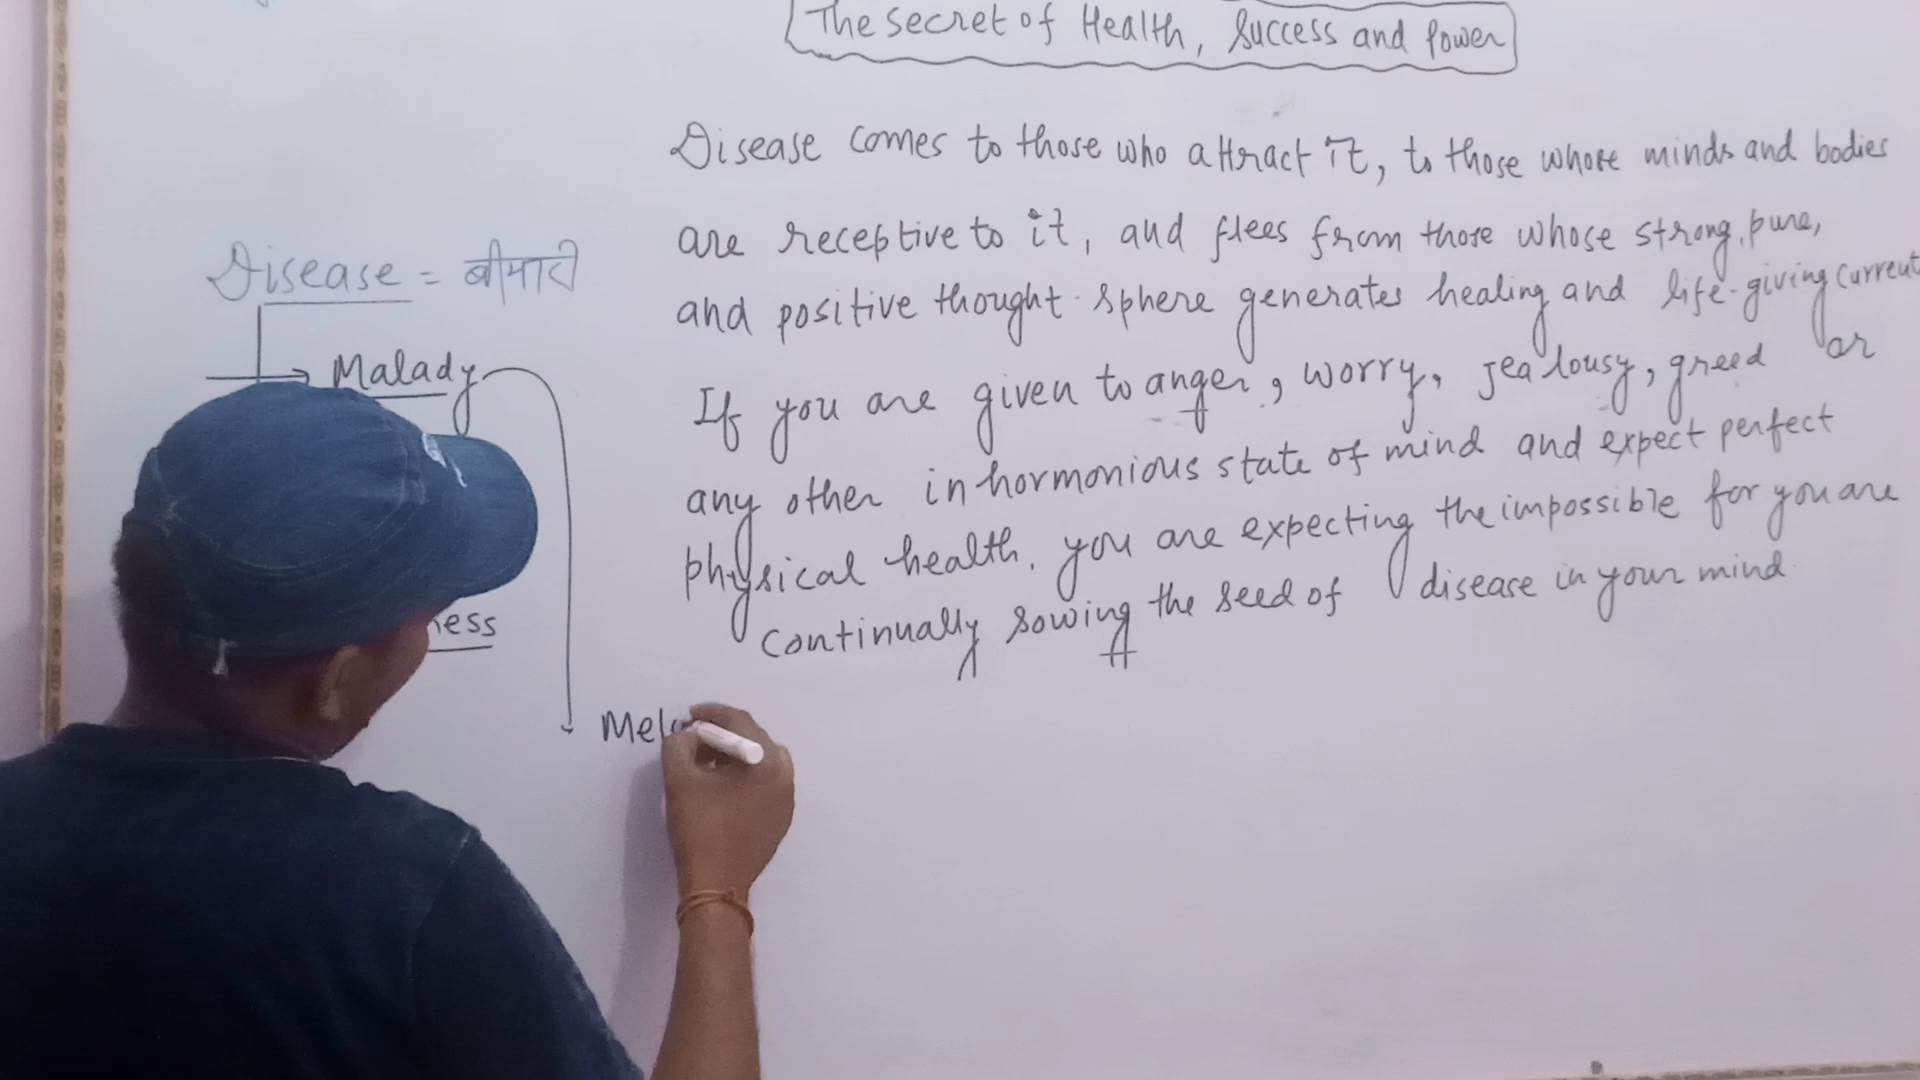 The secret of Health, Success and Power
Disease comes to those who attract it, to those whose minds and bodies
are receptive to it, and flees from those whose strong, pure,
and positive thought-sphere generates healing and life-giving current
If you are given to anger, worry, jealousy, greed or
any other inhormonious state of mind and expect perfect
physical health, you are expecting the impossible for you are
continually sowing the seed of disease in your mind
Disease = बीमारी
Malady